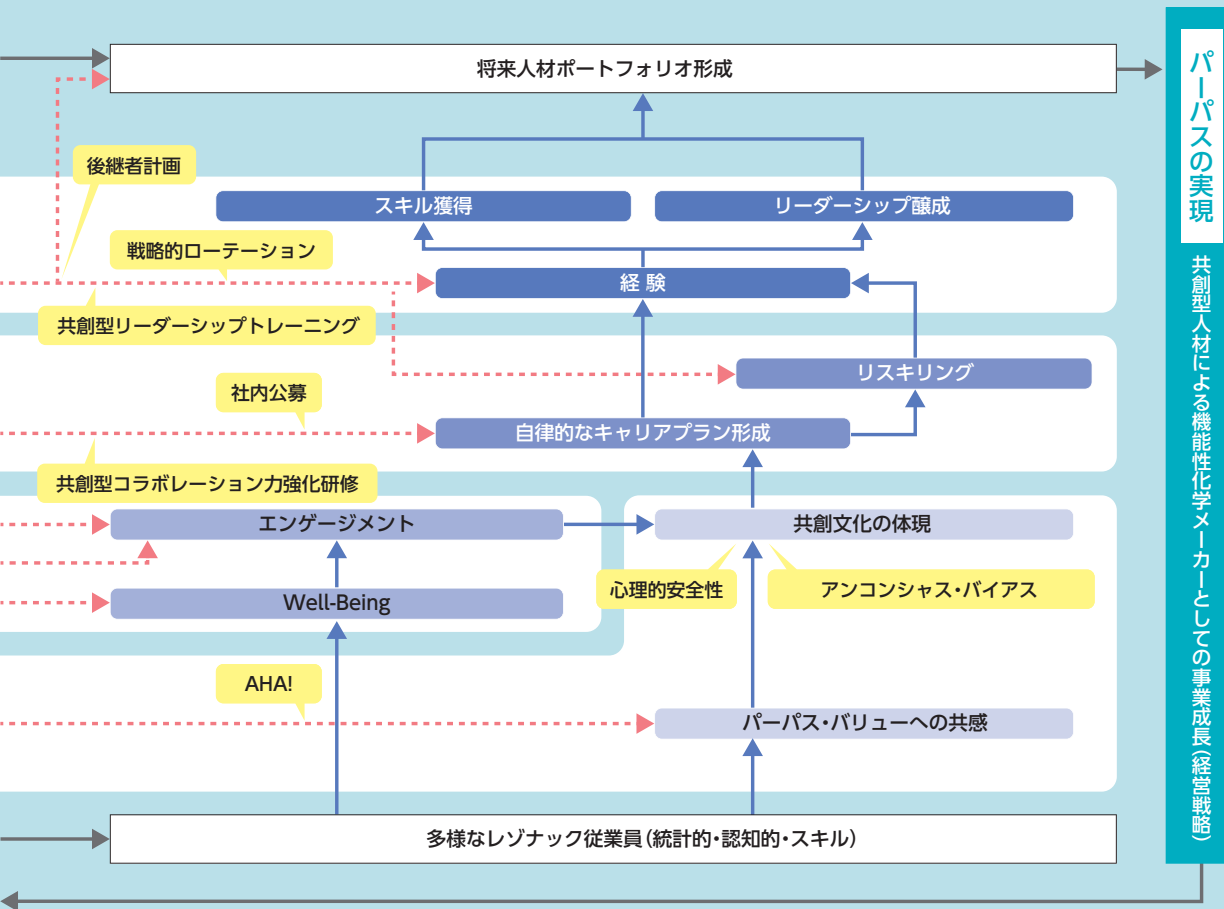 将来人材ポートフォリオ形成
後継者計画
スキル獲得
リーダーシップ醸成
戦略的ローテーション
経 験
共創型リーダーシップトレーニング
リスキリング
社内公募
自律的なキャリアプラン形成
共創型コラボレーション力強化研修
エンゲージメント
共創文化の体現
心理的安全性
アンコンシャス・バイアス
Well-Being
AHA!
パーパス・バリューへの共感
多様なレゾナック従業員（統計的・認知的・スキル）
パーパスの実現
共創型人材による機能性化学メーカーとしての事業成長（経営戦略）